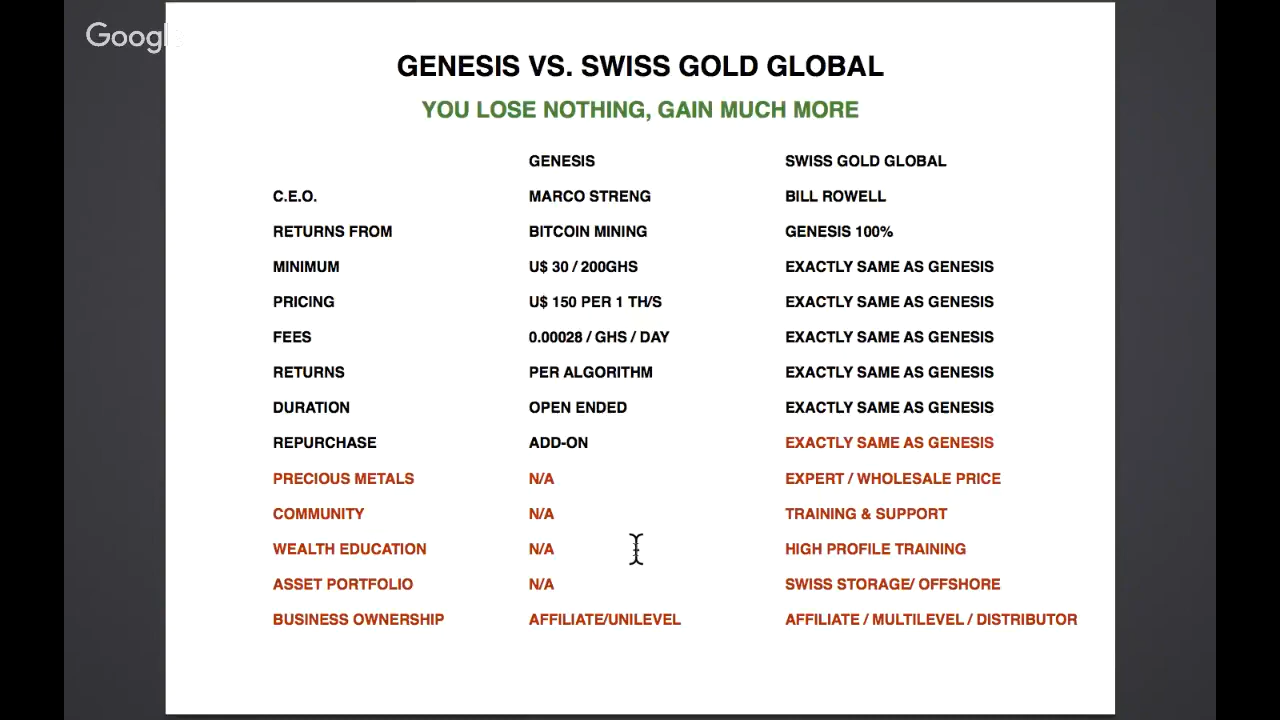 Googl
GENESIS VS. SWISS GOLD GLOBAL
YOU LOSE NOTHING, GAIN MUCH MORE
GENESIS SWISS GOLD GLOBAL
C.E.O. MARCO STRENG BILL ROWELL
RETURNS FROM BITCOIN MINING GENESIS 100%
MINIMUM U$ 30 / 200GHS EXACTLY SAME AS GENESIS
PRICING U$ 150 PER 1 TH/S EXACTLY SAME AS GENESIS
FEES 0.00028 / GHS / DAY EXACTLY SAME AS GENESIS
RETURNS PER ALGORITHM EXACTLY SAME AS GENESIS
DURATION OPEN ENDED EXACTLY SAME AS GENESIS
REPURCHASE ADD-ON EXACTLY SAME AS GENESIS
PRECIOUS METALS N/A EXPERT / WHOLESALE PRICE
COMMUNITY N/A TRAINING & SUPPORT
WEALTH EDUCATION N/A HIGH PROFILE TRAINING
ASSET PORTFOLIO N/A SWISS STORAGE/ OFFSHORE
BUSINESS OWNERSHIP AFFILIATE/UNILEVEL AFFILIATE / MULTILEVEL / DISTRIBUTOR